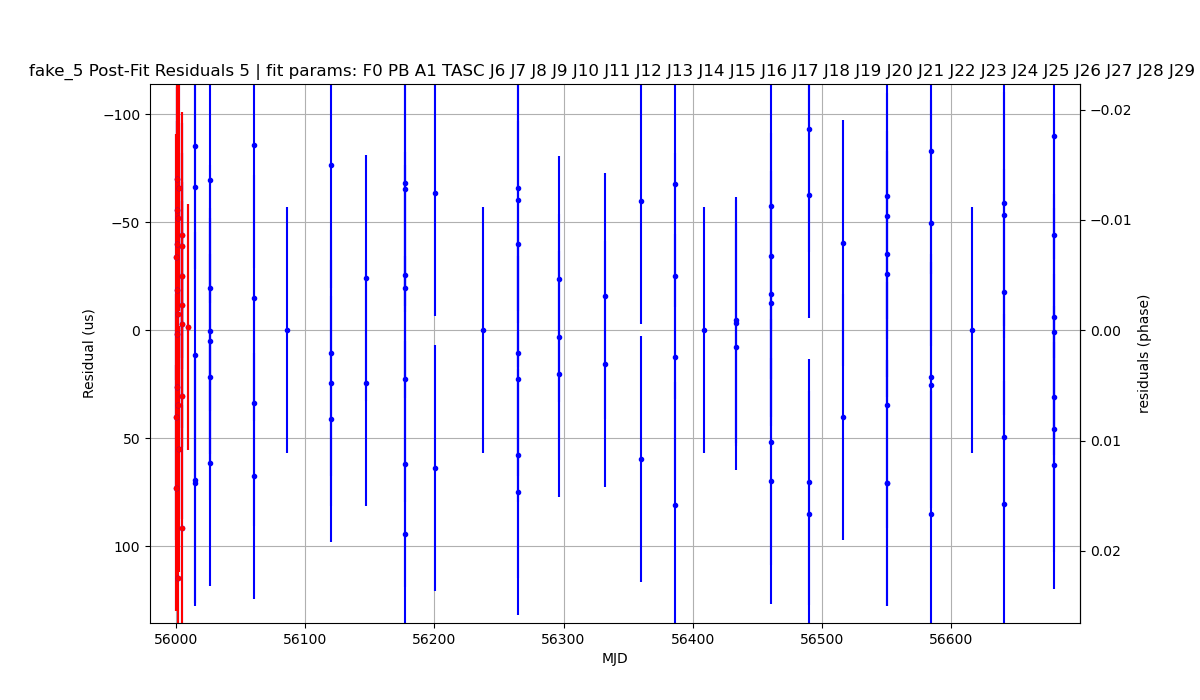 fake_5 Post-Fit Residuals 5 | fit params: F0 PB A1 TASC J6 J7 J8 J9 J10 J11 J12 J13 J14 J15 J16 J17 J18 J19 J20 J21 J22 J23 J24 J25 J26 J27 J28 J29
−100
−50
0
50
100
Residual (us)
−0.02
−0.01
0.00
0.01
0.02
residuals (phase)
56000 56100 56200 56300 56400 56500 56600
MJD